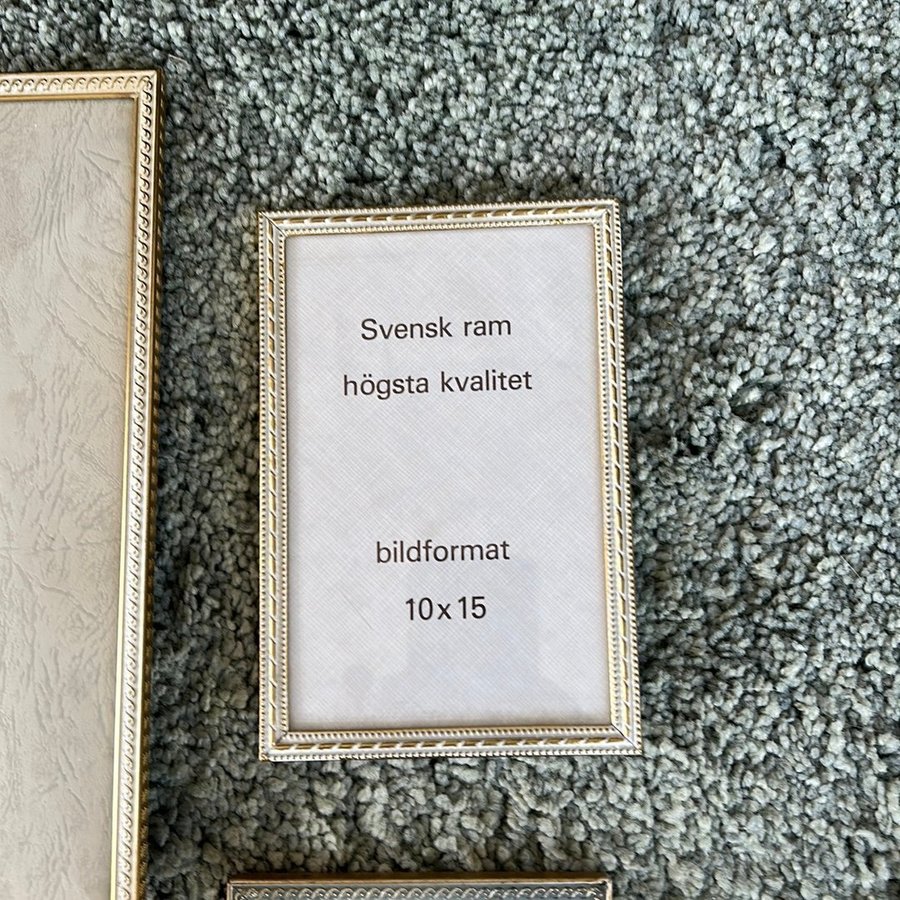 Svensk ram
högsta kvalitet
bildformat
10x15